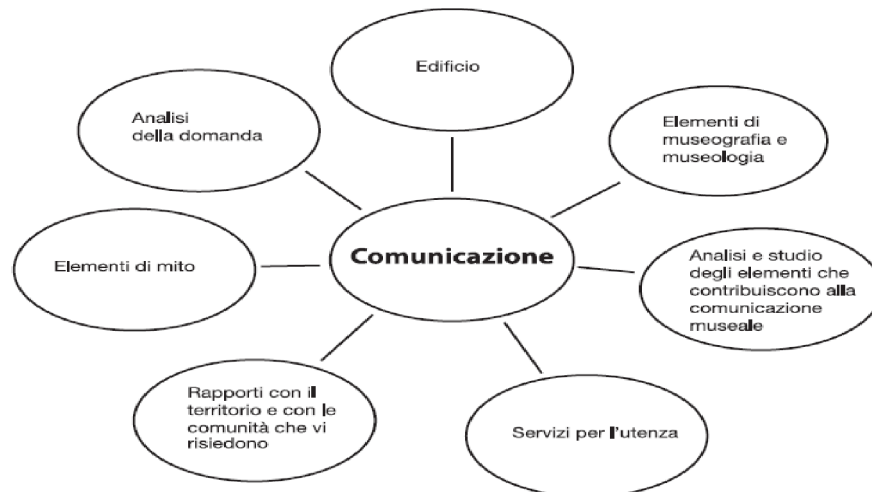 Edificio
Analisi
della domanda
Elementi di
museografia e
museologia
Comunicazione
Elementi di mito
Analisi e studio
degli elementi che
contribuiscono alla
comunicazione
museale
Rapporti con il
territorio e con le
comunità che vi
risiedono
Servizi per l'utenza